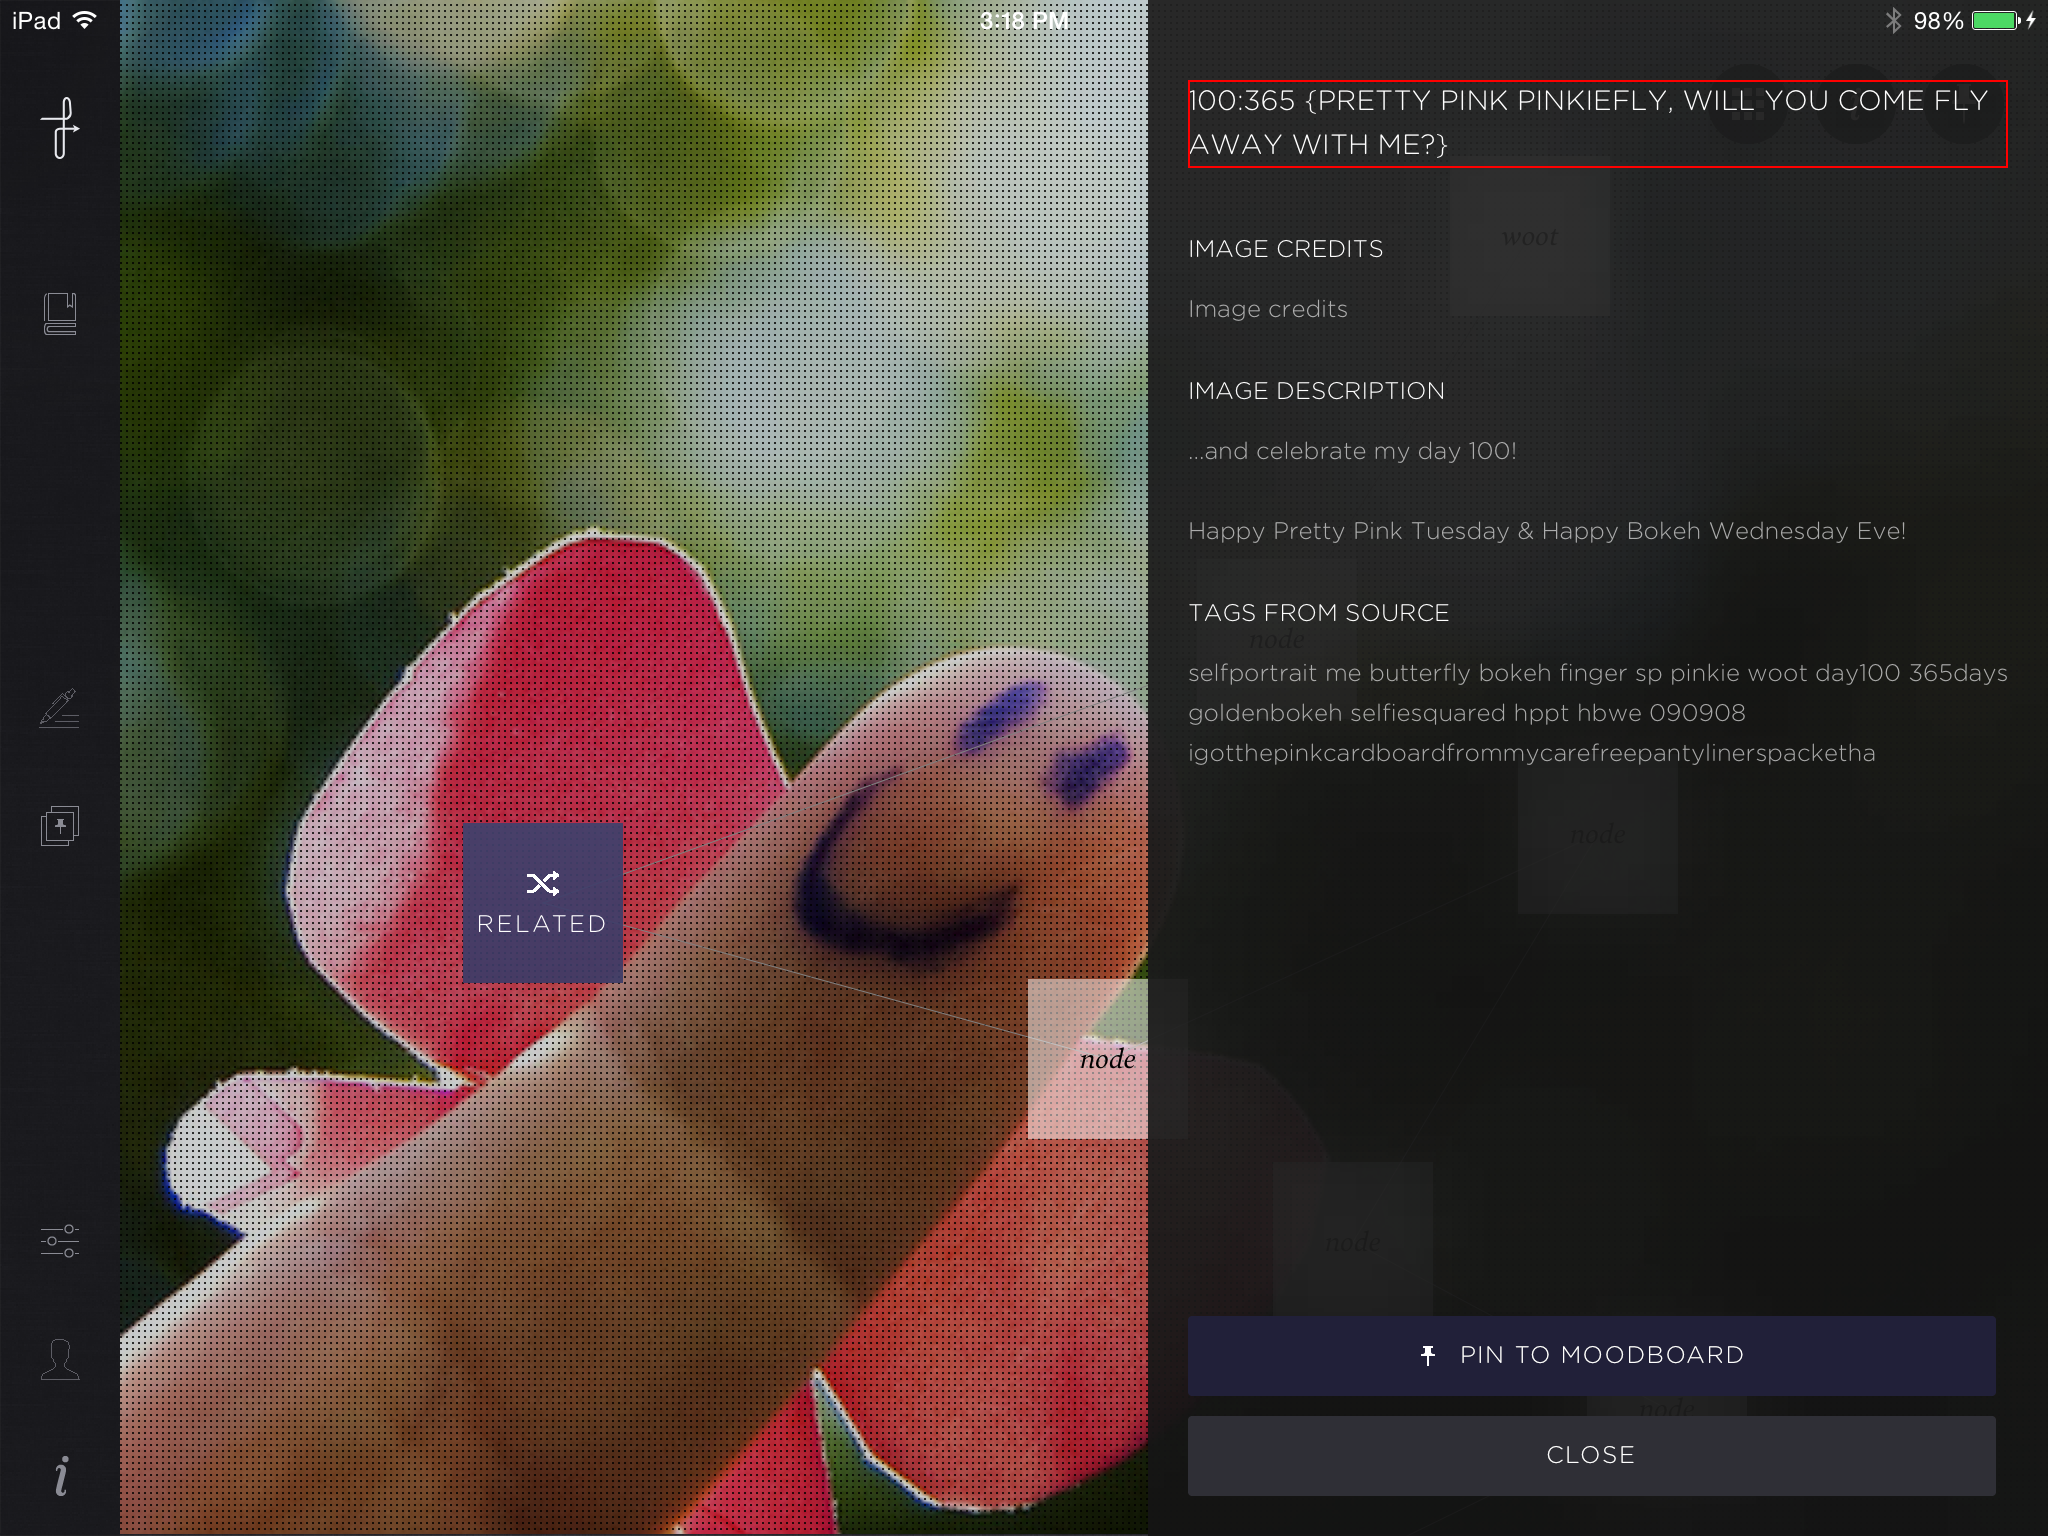 iPad
3:18 PM
98%
100:365 {PRETTY PINK PINKIEFLY, WILL YOU COME FLY
AWAY WITH ME?}
woot
IMAGE CREDITS
Image credits
IMAGE DESCRIPTION
...and celebrate my day 100!
Happy Pretty Pink Tuesday & Happy Bokeh Wednesday Eve!
TAGS FROM SOURCE
node
selfportrait me butterfly bokeh finger sp pinkie woot day100 365days
goldenbokeh selfiesquared hppt hbwe 090908
igotthepinkcardboardfrommycarefreepantylinerspacketha
node
RELATED
node
node
PIN TO MOODBOARD
node
CLOSE
i